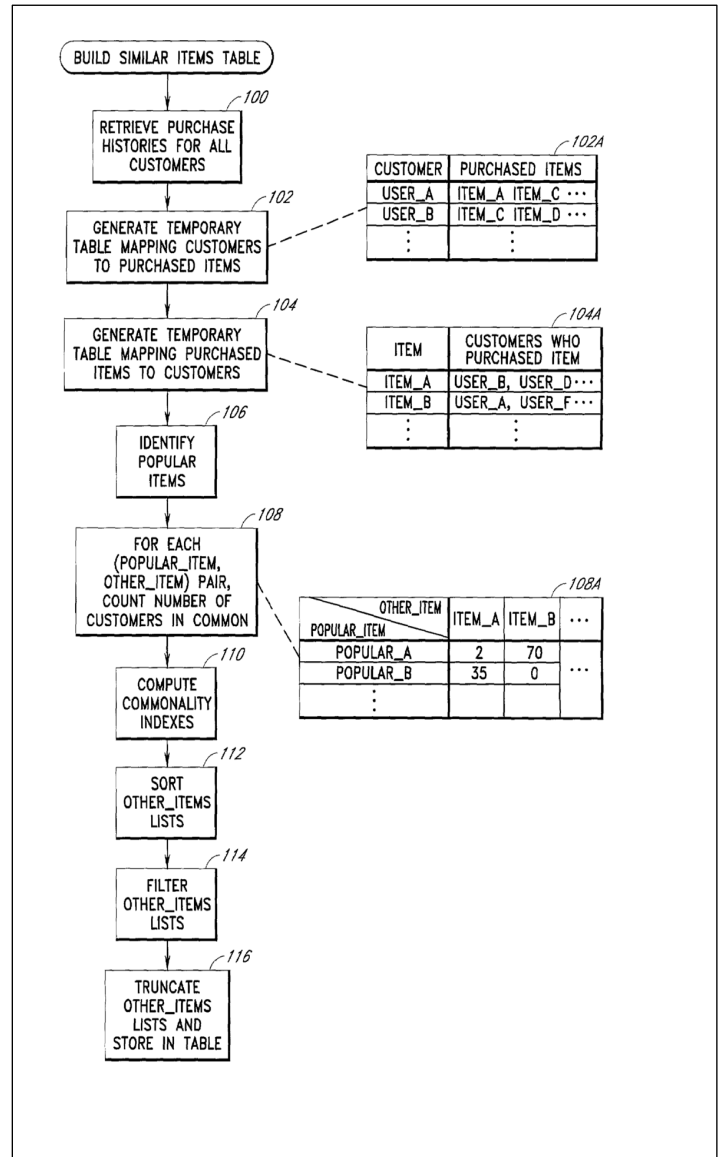 BUILD SIMILAR ITEMS TABLE
100
RETRIEVE PURCHASE
HISTORIES FOR ALL
CUSTOMERS
102
GENERATE TEMPORARY
TABLE MAPPING CUSTOMERS
TO PURCHASED ITEMS
102A
CUSTOMER PURCHASED ITEMS
USER_A ITEM_A ITEM_C ···
USER_B ITEM_C ITEM_D ···
⋮ ⋮
104
GENERATE TEMPORARY
TABLE MAPPING PURCHASED
ITEMS TO CUSTOMERS
104A
ITEM CUSTOMERS WHO
PURCHASED ITEM
ITEM_A USER_B, USER_D···
ITEM_B USER_A, USER_F···
⋮ ⋮
106
IDENTIFY
POPULAR
ITEMS
108
FOR EACH
(POPULAR_ITEM,
OTHER_ITEM) PAIR,
COUNT NUMBER OF
CUSTOMERS IN COMMON
108A
OTHER_ITEM
POPULAR_ITEM
ITEM_A ITEM_B ···
POPULAR_A 2 70
POPULAR_B 35 0 ···
⋮
110
COMPUTE
COMMONALITY
INDEXES
112
SORT
OTHER_ITEMS
LISTS
114
FILTER
OTHER_ITEMS
LISTS
116
TRUNCATE
OTHER_ITEMS
LISTS AND
STORE IN TABLE